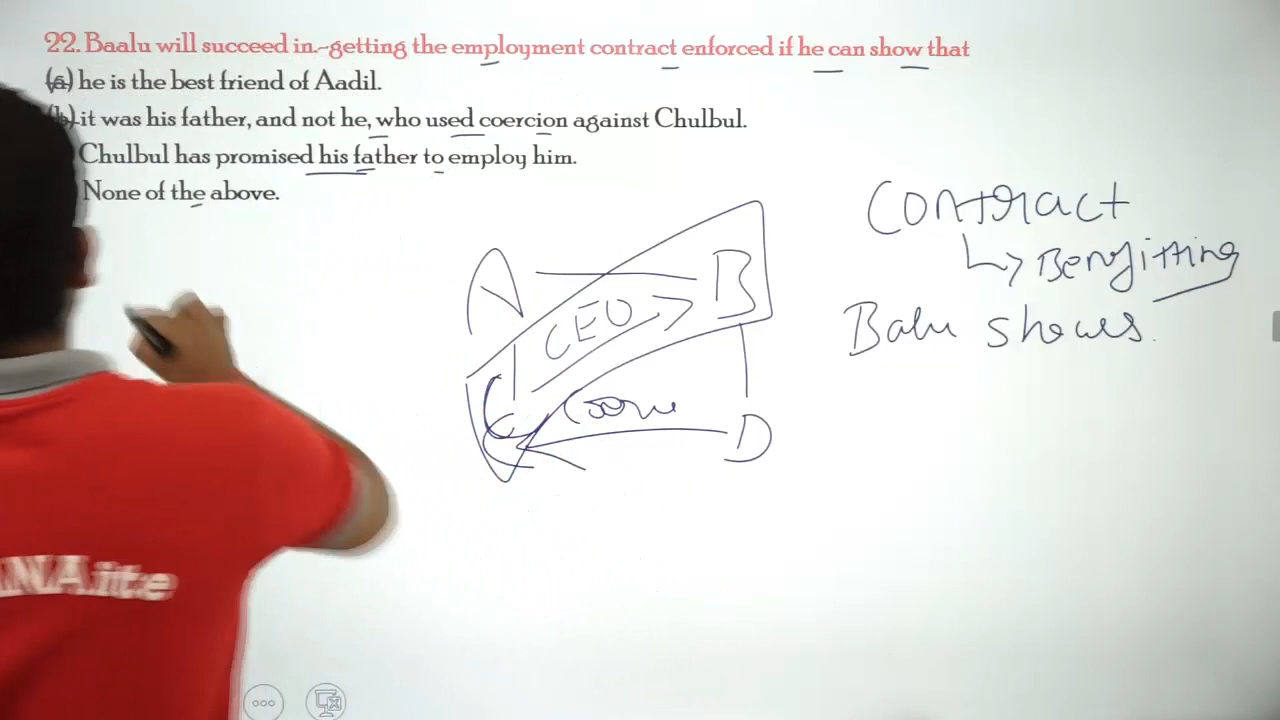 22. Baalu will succeed in.-getting the employment contract enforced if he can show that
(a) he is the best friend of Aadil.
(b) it was his father, and not he, who used coercion against Chulbul.
Chulbul has promised his father to employ him.
None of the above.
Contract
↳ Benefitting
Balu shows.
A B
CEO
C
D
NAite